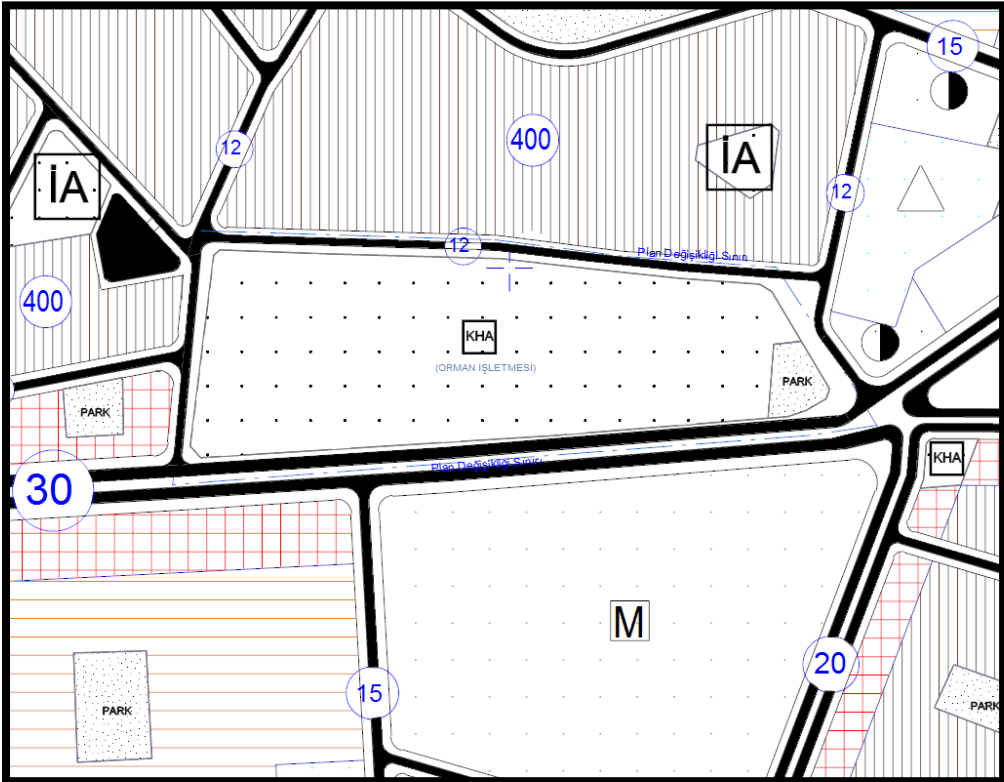 15
12
400
İA
İA
12
12
Plan Değişikliği Sınırı
400
KHA
(ORMAN İŞLETMESİ)
PARK
PARK
KHA
Plan Değişikliği Sınırı
30
M
20
15
PARK
PARK